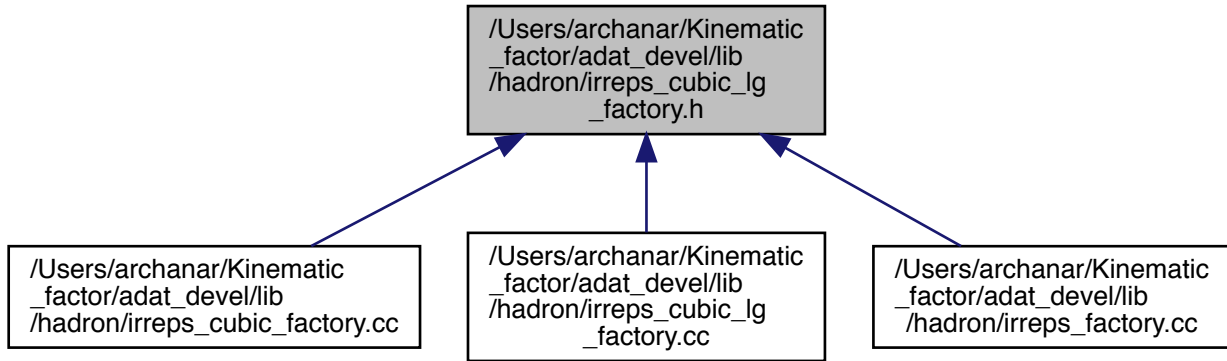 /Users/archanar/Kinematic
_factor/adat_devel/lib
/hadron/irreps_cubic_lg
_factory.h
/Users/archanar/Kinematic
_factor/adat_devel/lib
/hadron/irreps_cubic_factory.cc
/Users/archanar/Kinematic
_factor/adat_devel/lib
/hadron/irreps_cubic_lg
_factory.cc
/Users/archanar/Kinematic
_factor/adat_devel/lib
/hadron/irreps_factory.cc